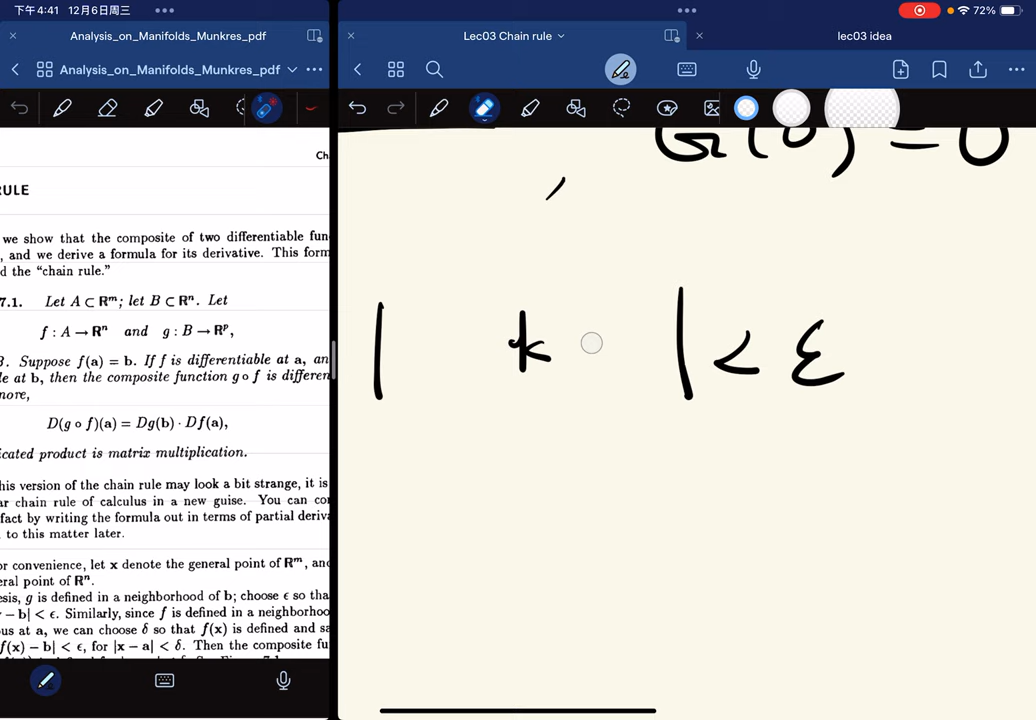 下午4:41 12月6日周三
72%
Analysis_on_Manifolds_Munkres_pdf
Analysis_on_Manifolds_Munkres_pdf
Lec03 Chain rule
lec03 idea
Ch
RULE
we show that the composite of two differentiable fun
, and we derive a formula for its derivative. This form
d the “chain rule.”
7.1. Let A ⊂ Rᵐ; let B ⊂ Rⁿ. Let
f : A → Rⁿ and g : B → Rᵖ,
3. Suppose f(a) = b. If f is differentiable at a, an
le at b, then the composite function g ∘ f is differen
more,
D(g ∘ f)(a) = Dg(b) · Df(a),
icated product is matrix multiplication.
his version of the chain rule may look a bit strange, it is
ar chain rule of calculus in a new guise. You can con
fact by writing the formula out in terms of partial deriva
to this matter later.
or convenience, let x denote the general point of Rᵐ, and
eral point of Rⁿ.
esis, g is defined in a neighborhood of b; choose ϵ so tha
− b| < ϵ. Similarly, since f is defined in a neighborhoo
us at a, we can choose δ so that f(x) is defined and sa
f(x) − b| < ϵ, for |x − a| < δ. Then the composite fu
G(0) = 0
,
| k | < ε